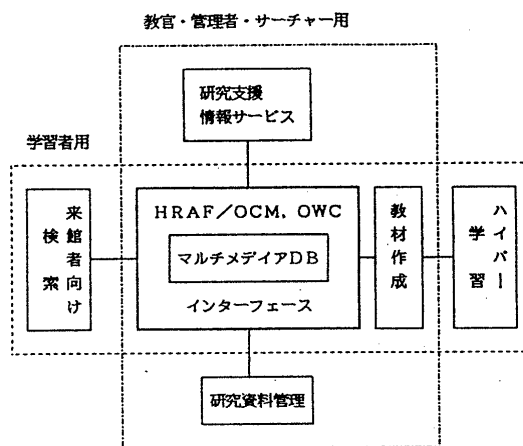 教官・管理者・サーチャー用
研究支援
情報サービス
学習者用
来館者向け
検索
HRAF／OCM，OWC
マルチメデイアDB
インターフェース
教材作成
ハイパー
学習
研究資料管理